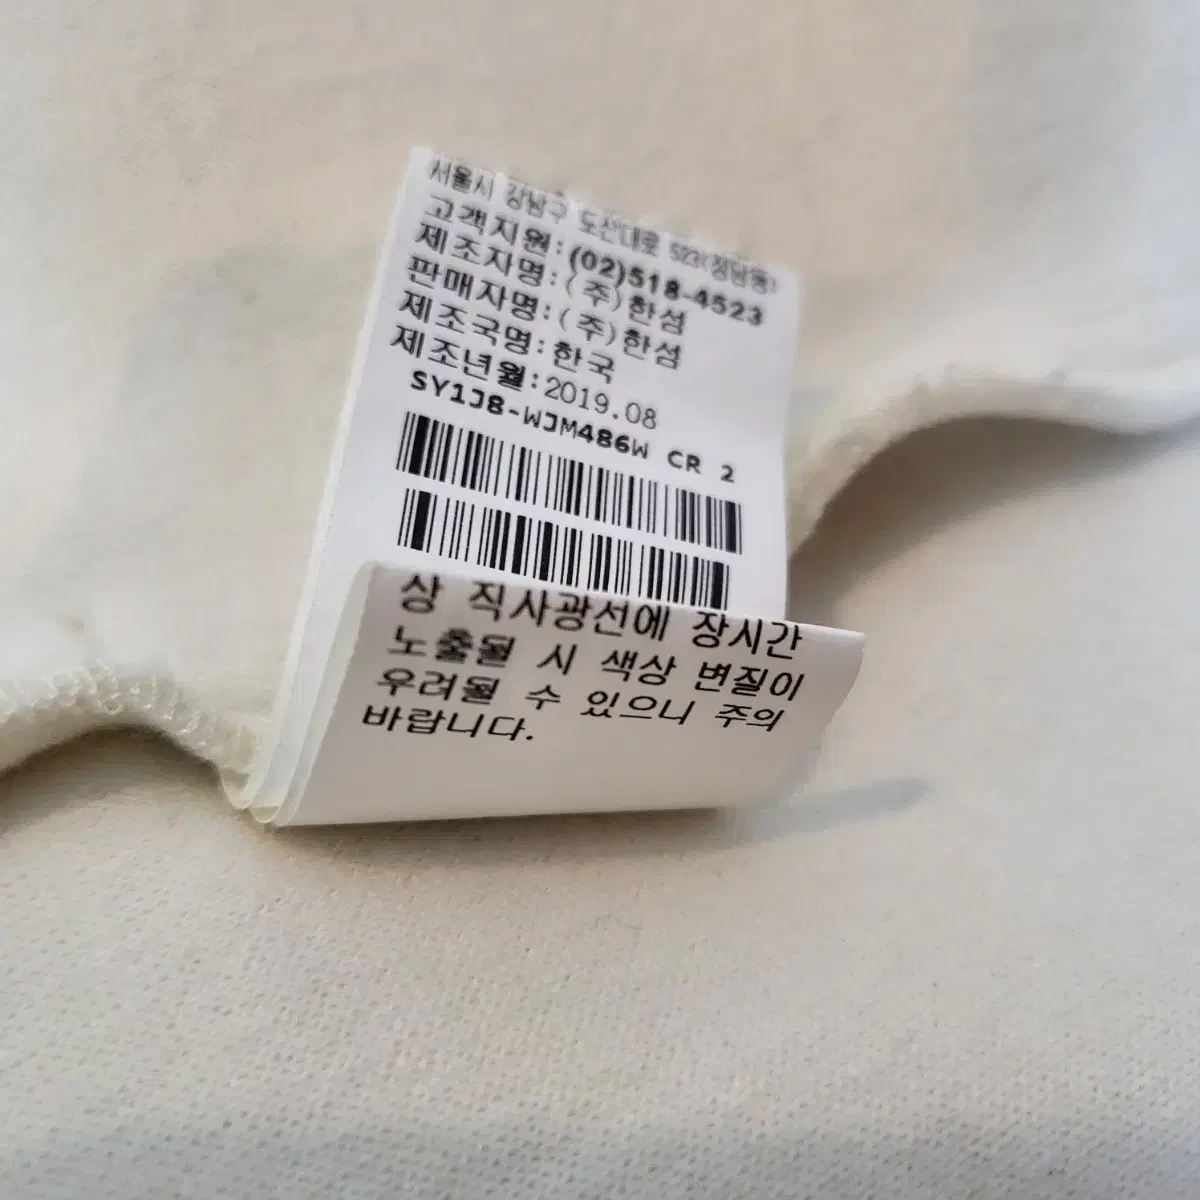 서울시 강남구 도산대로 523(청담동)
고객지원:(02)518-4523
제조자명:(주)한섬
판매자명:(주)한섬
제조국명:한국
제조년월:2019.08
SY1J8-WJM486W CR 2
상 직사광선에 장시간
노출될 시 색상 변질이
우려될 수 있으니 주의
바랍니다.